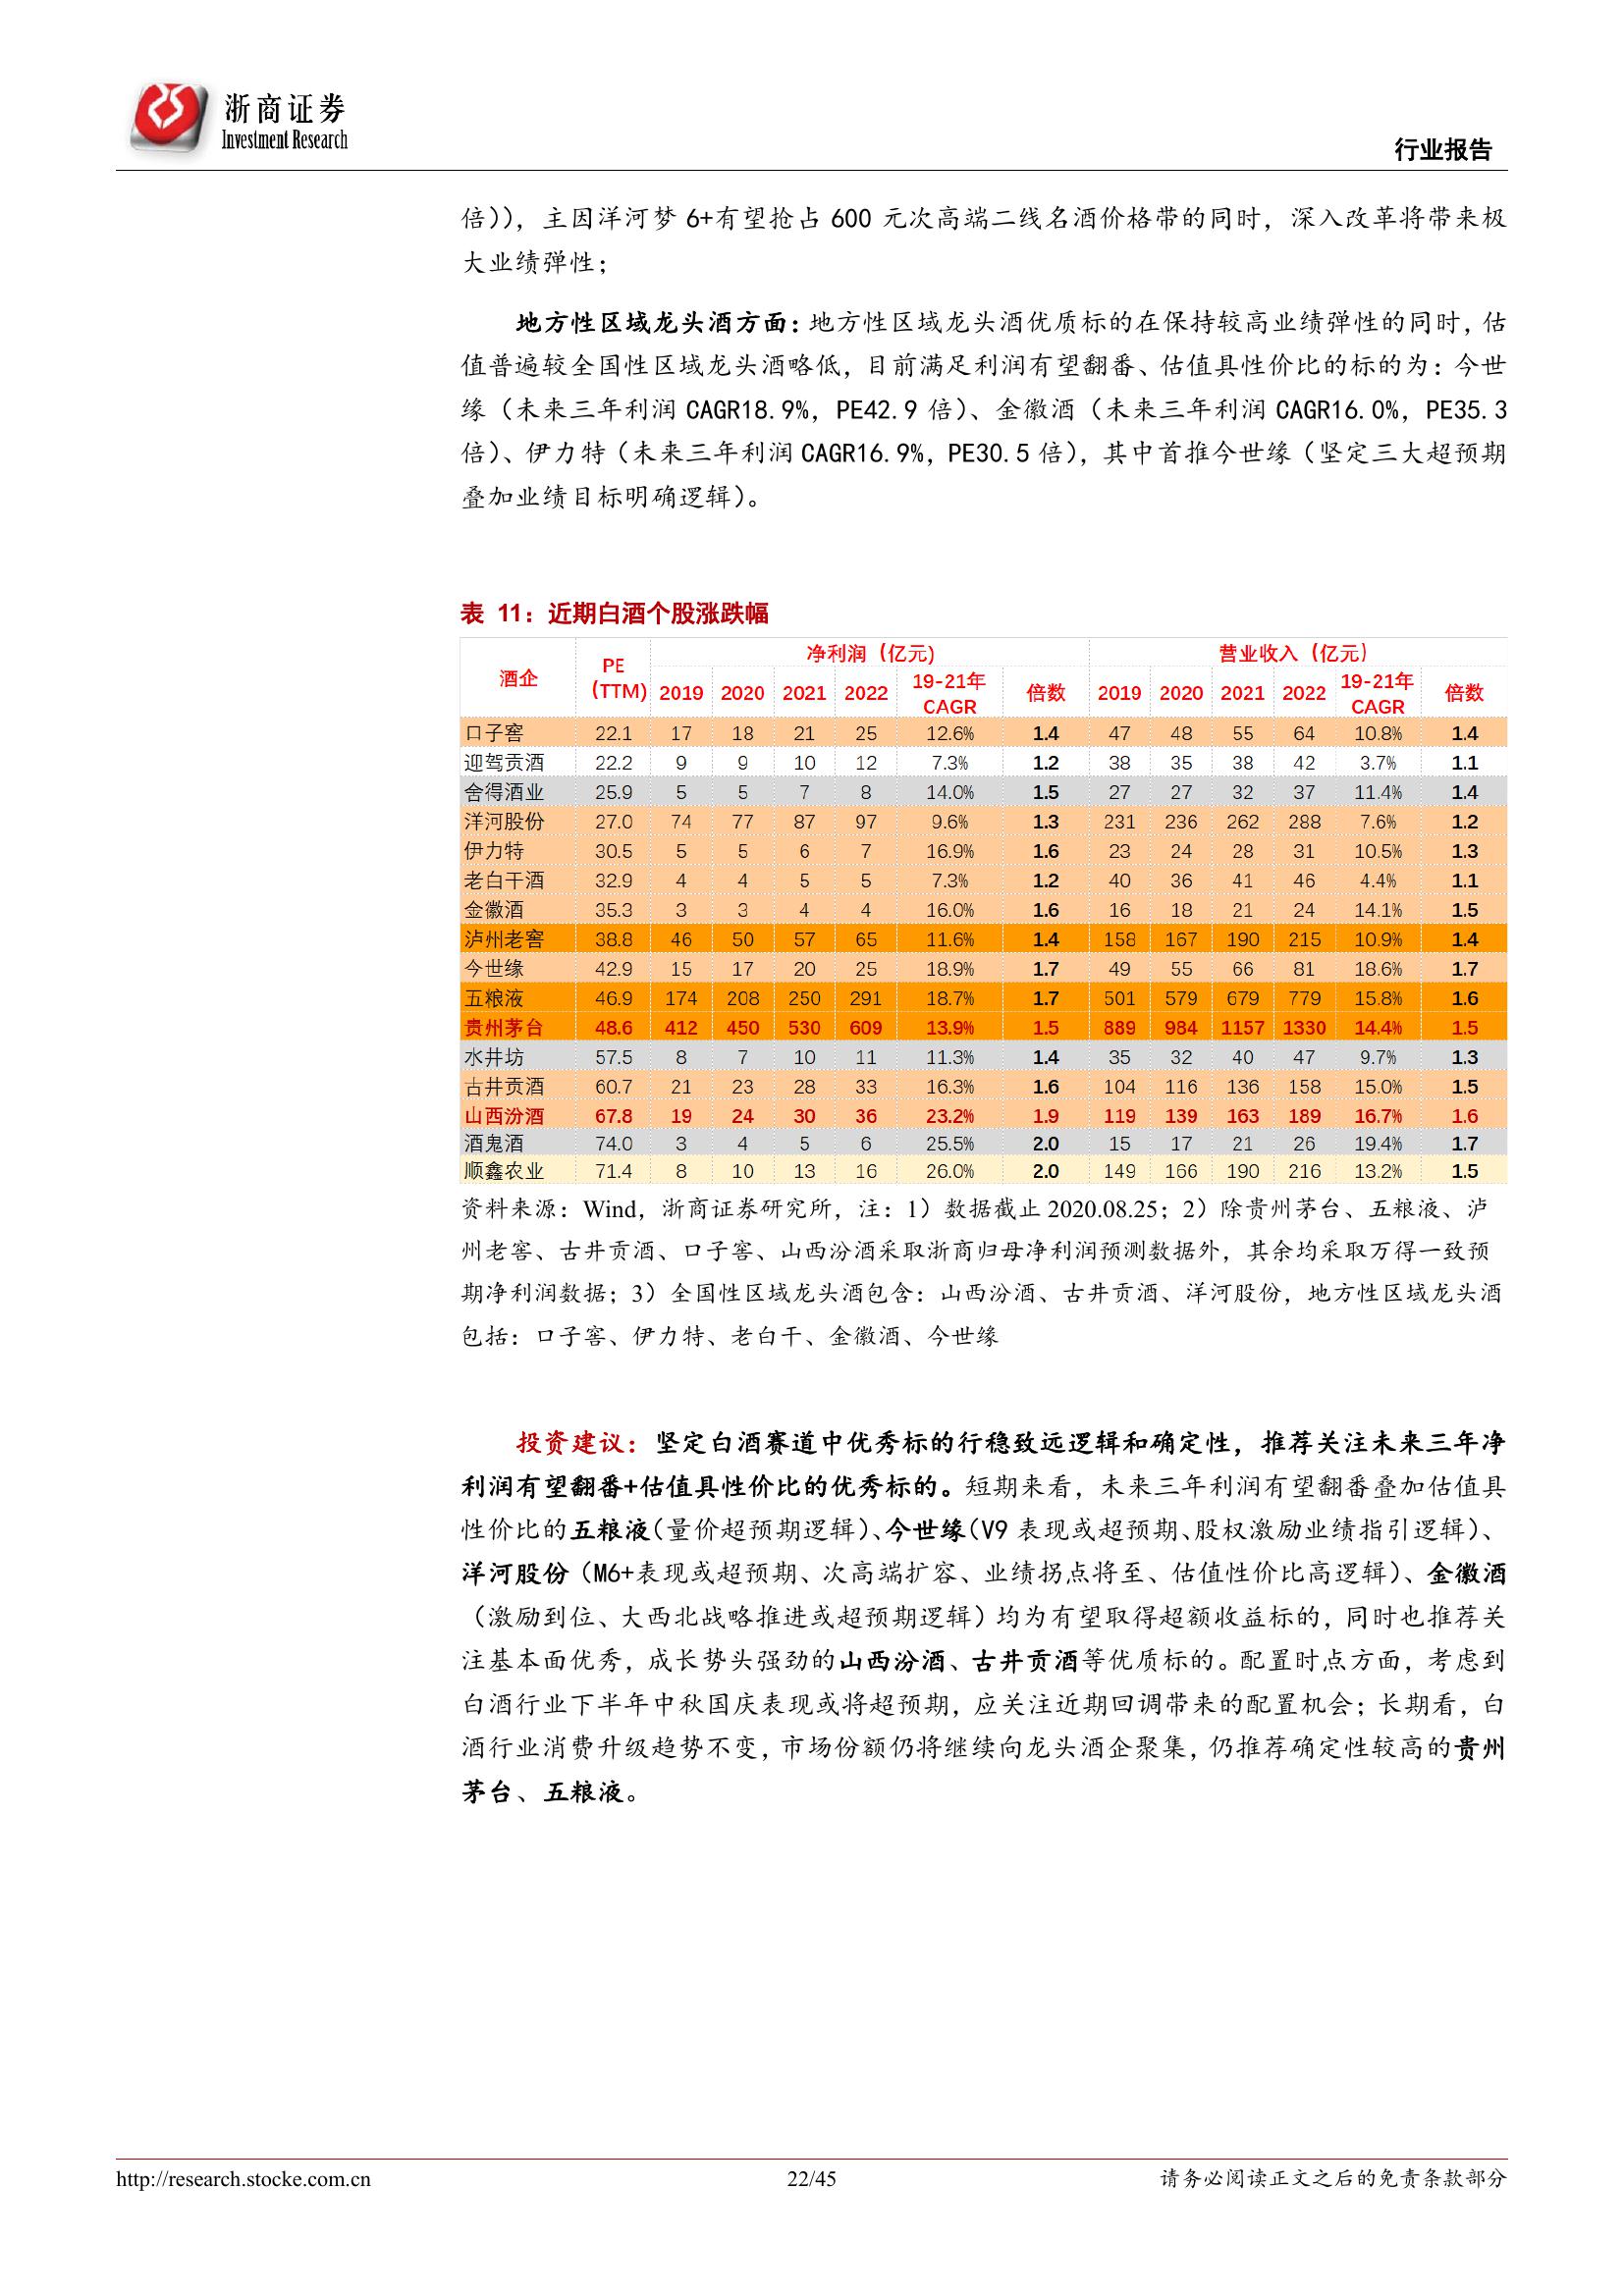 浙商证券
Investment Research
行业报告
倍)），主因洋河梦 6+有望抢占 600 元次高端二线名酒价格带的同时，深入改革将带来极
大业绩弹性；
地方性区域龙头酒方面：地方性区域龙头酒优质标的在保持较高业绩弹性的同时，估
值普遍较全国性区域龙头酒略低，目前满足利润有望翻番、估值具性价比的标的为：今世
缘（未来三年利润 CAGR18.9%，PE42.9 倍）、金徽酒（未来三年利润 CAGR16.0%，PE35.3
倍）、伊力特（未来三年利润 CAGR16.9%，PE30.5 倍），其中首推今世缘（坚定三大超预期
叠加业绩目标明确逻辑）。
表 11：近期白酒个股涨跌幅
酒企 PE（TTM） 净利润（亿元） 营业收入（亿元）
2019 2020 2021 2022 19-21年CAGR 倍数 2019 2020 2021 2022 19-21年CAGR 倍数
口子窖 22.1 17 18 21 25 12.6% 1.4 47 48 55 64 10.8% 1.4
迎驾贡酒 22.2 9 9 10 12 7.3% 1.2 38 35 38 42 3.7% 1.1
舍得酒业 25.9 5 5 7 8 14.0% 1.5 27 27 32 37 11.4% 1.4
洋河股份 27.0 74 77 87 97 9.6% 1.3 231 236 262 288 7.6% 1.2
伊力特 30.5 5 5 6 7 16.9% 1.6 23 24 28 31 10.5% 1.3
老白干酒 32.9 4 4 5 5 7.3% 1.2 40 36 41 46 4.4% 1.1
金徽酒 35.3 3 3 4 4 16.0% 1.6 16 18 21 24 14.1% 1.5
泸州老窖 38.8 46 50 57 65 11.6% 1.4 158 167 190 215 10.9% 1.4
今世缘 42.9 15 17 20 25 18.9% 1.7 49 55 66 81 18.6% 1.7
五粮液 46.9 174 208 250 291 18.7% 1.7 501 579 679 779 15.8% 1.6
贵州茅台 48.6 412 450 530 609 13.9% 1.5 889 984 1157 1330 14.4% 1.5
水井坊 57.5 8 7 10 11 11.3% 1.4 35 32 40 47 9.7% 1.3
古井贡酒 60.7 21 23 28 33 16.3% 1.6 104 116 136 158 15.0% 1.5
山西汾酒 67.8 19 24 30 36 23.2% 1.9 119 139 163 189 16.7% 1.6
酒鬼酒 74.0 3 4 5 6 25.5% 2.0 15 17 21 26 19.4% 1.7
顺鑫农业 71.4 8 10 13 16 26.0% 2.0 149 166 190 216 13.2% 1.5
资料来源：Wind，浙商证券研究所，注：1）数据截止 2020.08.25；2）除贵州茅台、五粮液、泸
州老窖、古井贡酒、口子窖、山西汾酒采取浙商归母净利润预测数据外，其余均采取万得一致预
期净利润数据；3）全国性区域龙头酒包含：山西汾酒、古井贡酒、洋河股份，地方性区域龙头酒
包括：口子窖、伊力特、老白干、金徽酒、今世缘
投资建议：坚定白酒赛道中优秀标的行稳致远逻辑和确定性，推荐关注未来三年净
利润有望翻番+估值具性价比的优秀标的。短期来看，未来三年利润有望翻番叠加估值具
性价比的五粮液（量价超预期逻辑）、今世缘（V9 表现或超预期、股权激励业绩指引逻辑）、
洋河股份（M6+表现或超预期、次高端扩容、业绩拐点将至、估值性价比高逻辑）、金徽酒
（激励到位、大西北战略推进或超预期逻辑）均为有望取得超额收益标的，同时也推荐关
注基本面优秀，成长势头强劲的山西汾酒、古井贡酒等优质标的。配置时点方面，考虑到
白酒行业下半年中秋国庆表现或将超预期，应关注近期回调带来的配置机会；长期看，白
酒行业消费升级趋势不变，市场份额仍将继续向龙头酒企聚集，仍推荐确定性较高的贵州
茅台、五粮液。
http://research.stocke.com.cn 22/45 请务必阅读正文之后的免责条款部分